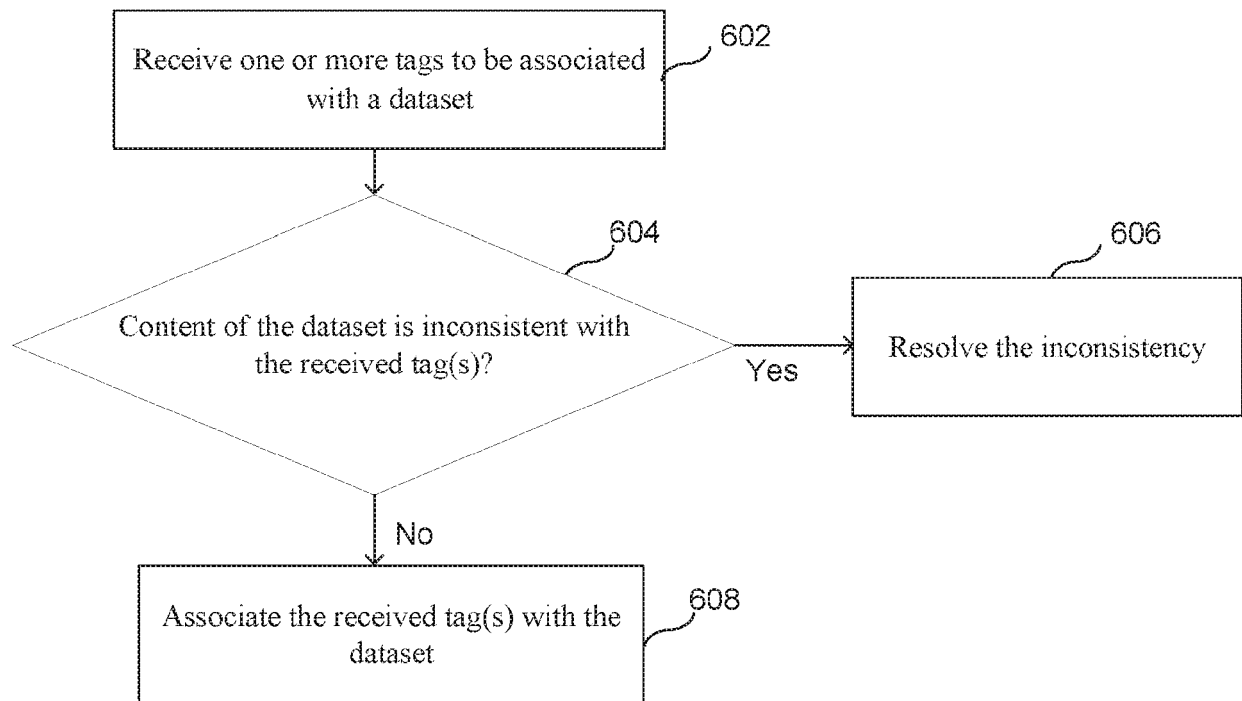 Receive one or more tags to be associated
with a dataset
602
604
Content of the dataset is inconsistent with
the received tag(s)?
Yes
606
Resolve the inconsistency
No
Associate the received tag(s) with the
dataset
608